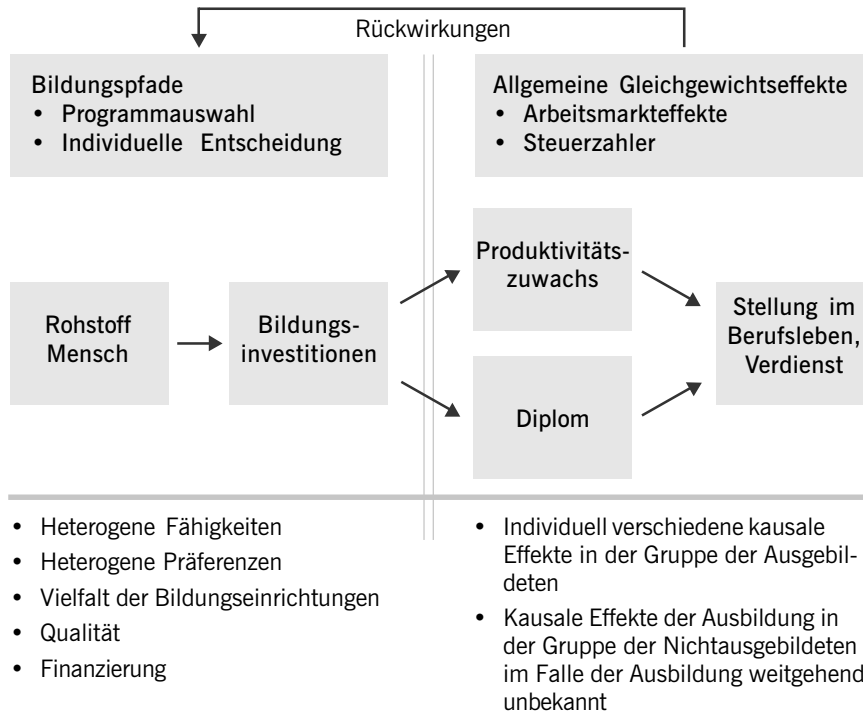 Rückwirkungen
Bildungspfade
• Programmauswahl
• Individuelle Entscheidung
Allgemeine Gleichgewichtseffekte
• Arbeitsmarkteffekte
• Steuerzahler
Rohstoff
Mensch
Bildungs-
investitionen
Produktivitäts-
zuwachs
Diplom
Stellung im
Berufsleben,
Verdienst
• Heterogene Fähigkeiten
• Heterogene Präferenzen
• Vielfalt der Bildungseinrichtungen
• Qualität
• Finanzierung
• Individuell verschiedene kausale
Effekte in der Gruppe der Ausgebil-
deten
• Kausale Effekte der Ausbildung in
der Gruppe der Nichtausgebildeten
im Falle der Ausbildung weitgehend
unbekannt